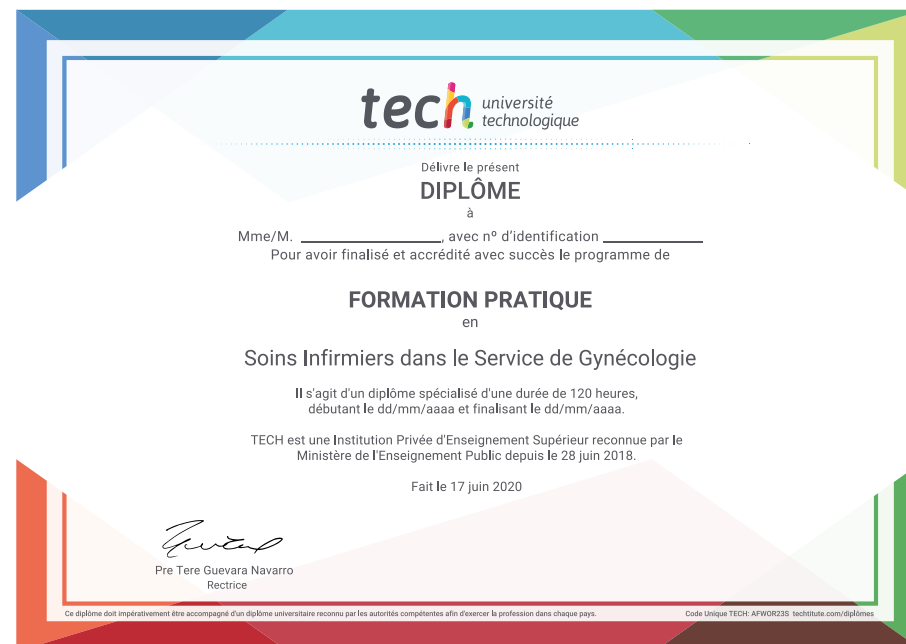 tech université
technologique
Délivre le présent
DIPLÔME
à
Mme/M. ____________________, avec nº d'identification ______________
Pour avoir finalisé et accrédité avec succès le programme de
FORMATION PRATIQUE
en
Soins Infirmiers dans le Service de Gynécologie
Il s'agit d'un diplôme spécialisé d'une durée de 120 heures,
débutant le dd/mm/aaaa et finalisant le dd/mm/aaaa.
TECH est une Institution Privée d'Enseignement Supérieur reconnue par le
Ministère de l'Enseignement Public depuis le 28 juin 2018.
Fait le 17 juin 2020
Pre Tere Guevara Navarro
Rectrice
Ce diplôme doit impérativement être accompagné d'un diplôme universitaire reconnu par les autorités compétentes afin d'exercer la profession dans chaque pays.
Code Unique TECH: AFWOR23S techtitute.com/diplômes